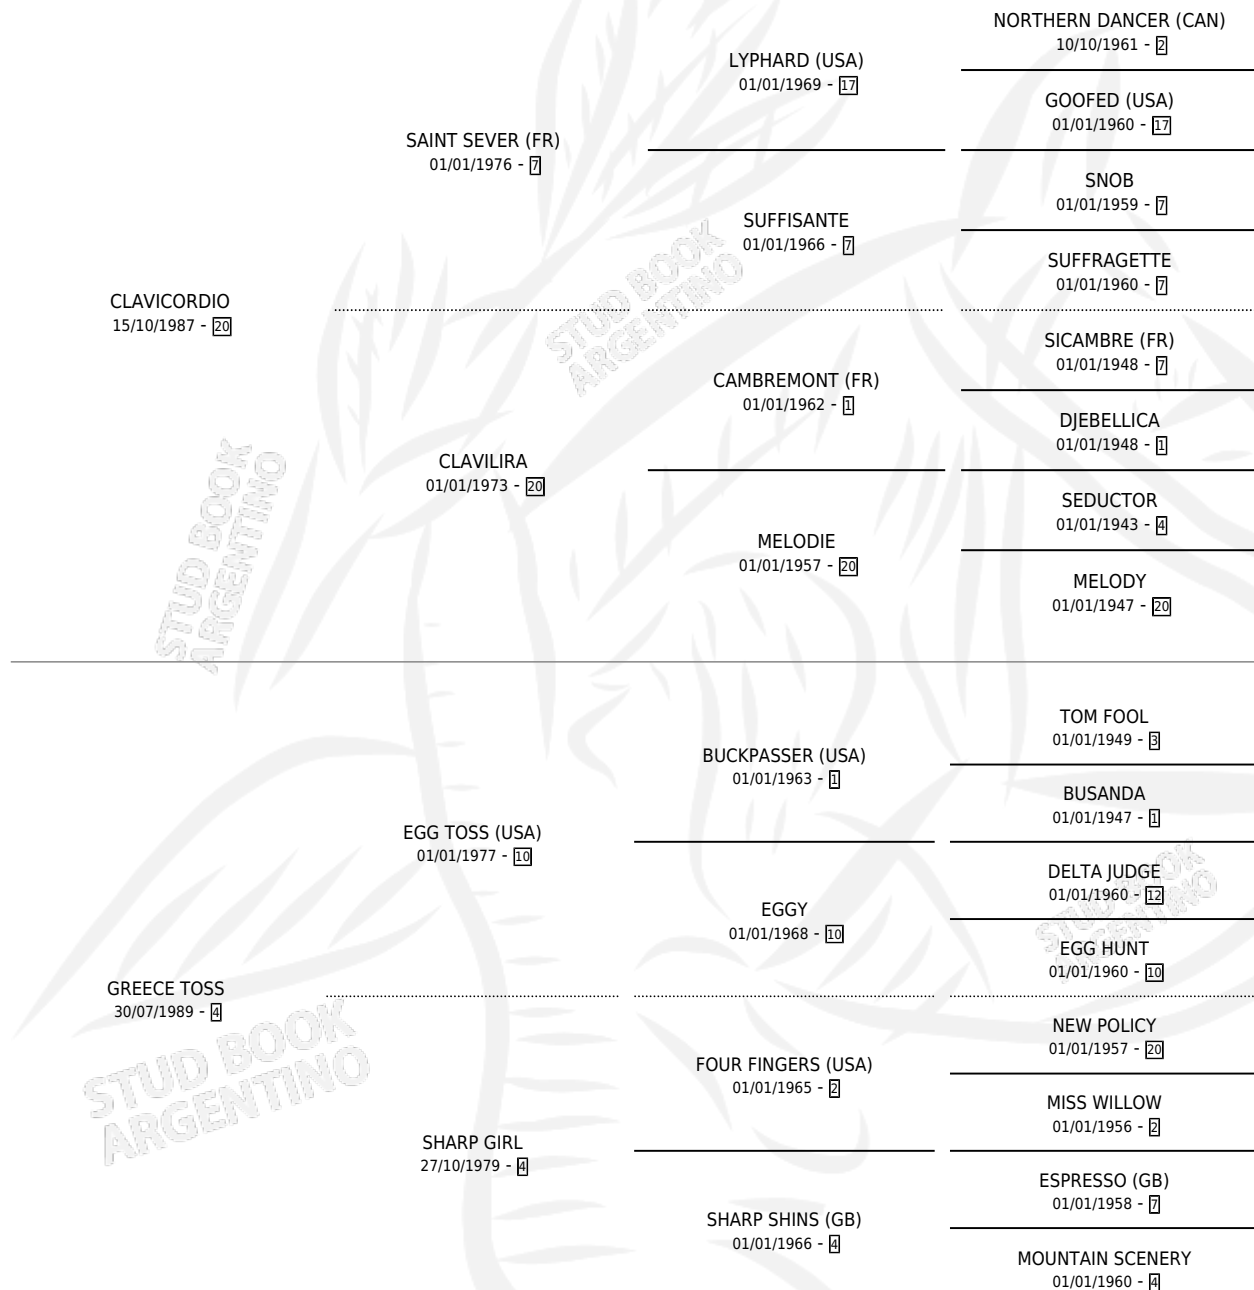 NORTHERN DANCER (CAN)
10/10/1961 - 2
LYPHARD (USA)
01/01/1969 - 17
GOOFED (USA)
01/01/1960 - 17
SAINT SEVER (FR)
01/01/1976 - 7
SNOB
01/01/1959 - 7
SUFFISANTE
01/01/1966 - 7
SUFFRAGETTE
01/01/1960 - 7
CLAVICORDIO
15/10/1987 - 20
SICAMBRE (FR)
01/01/1948 - 7
CAMBREMONT (FR)
01/01/1962 - 1
DJEBELLICA
01/01/1948 - 1
CLAVILIRA
01/01/1973 - 20
SEDUCTOR
01/01/1943 - 4
MELODIE
01/01/1957 - 20
MELODY
01/01/1947 - 20
STUD BOOK
ARGENTINO
STUD BOOK
ARGENTINO
TOM FOOL
01/01/1949 - 3
BUCKPASSER (USA)
01/01/1963 - 1
BUSANDA
01/01/1947 - 1
EGG TOSS (USA)
01/01/1977 - 10
DELTA JUDGE
01/01/1960 - 12
EGGY
01/01/1968 - 10
EGG HUNT
01/01/1960 - 10
GREECE TOSS
30/07/1989 - 4
NEW POLICY
01/01/1957 - 20
FOUR FINGERS (USA)
01/01/1965 - 2
MISS WILLOW
01/01/1956 - 2
SHARP GIRL
27/10/1979 - 4
ESPRESSO (GB)
01/01/1958 - 7
SHARP SHINS (GB)
01/01/1966 - 4
MOUNTAIN SCENERY
01/01/1960 - 4
STUD BOOK
ARGENTINO
STUD BOOK
ARGENTINO